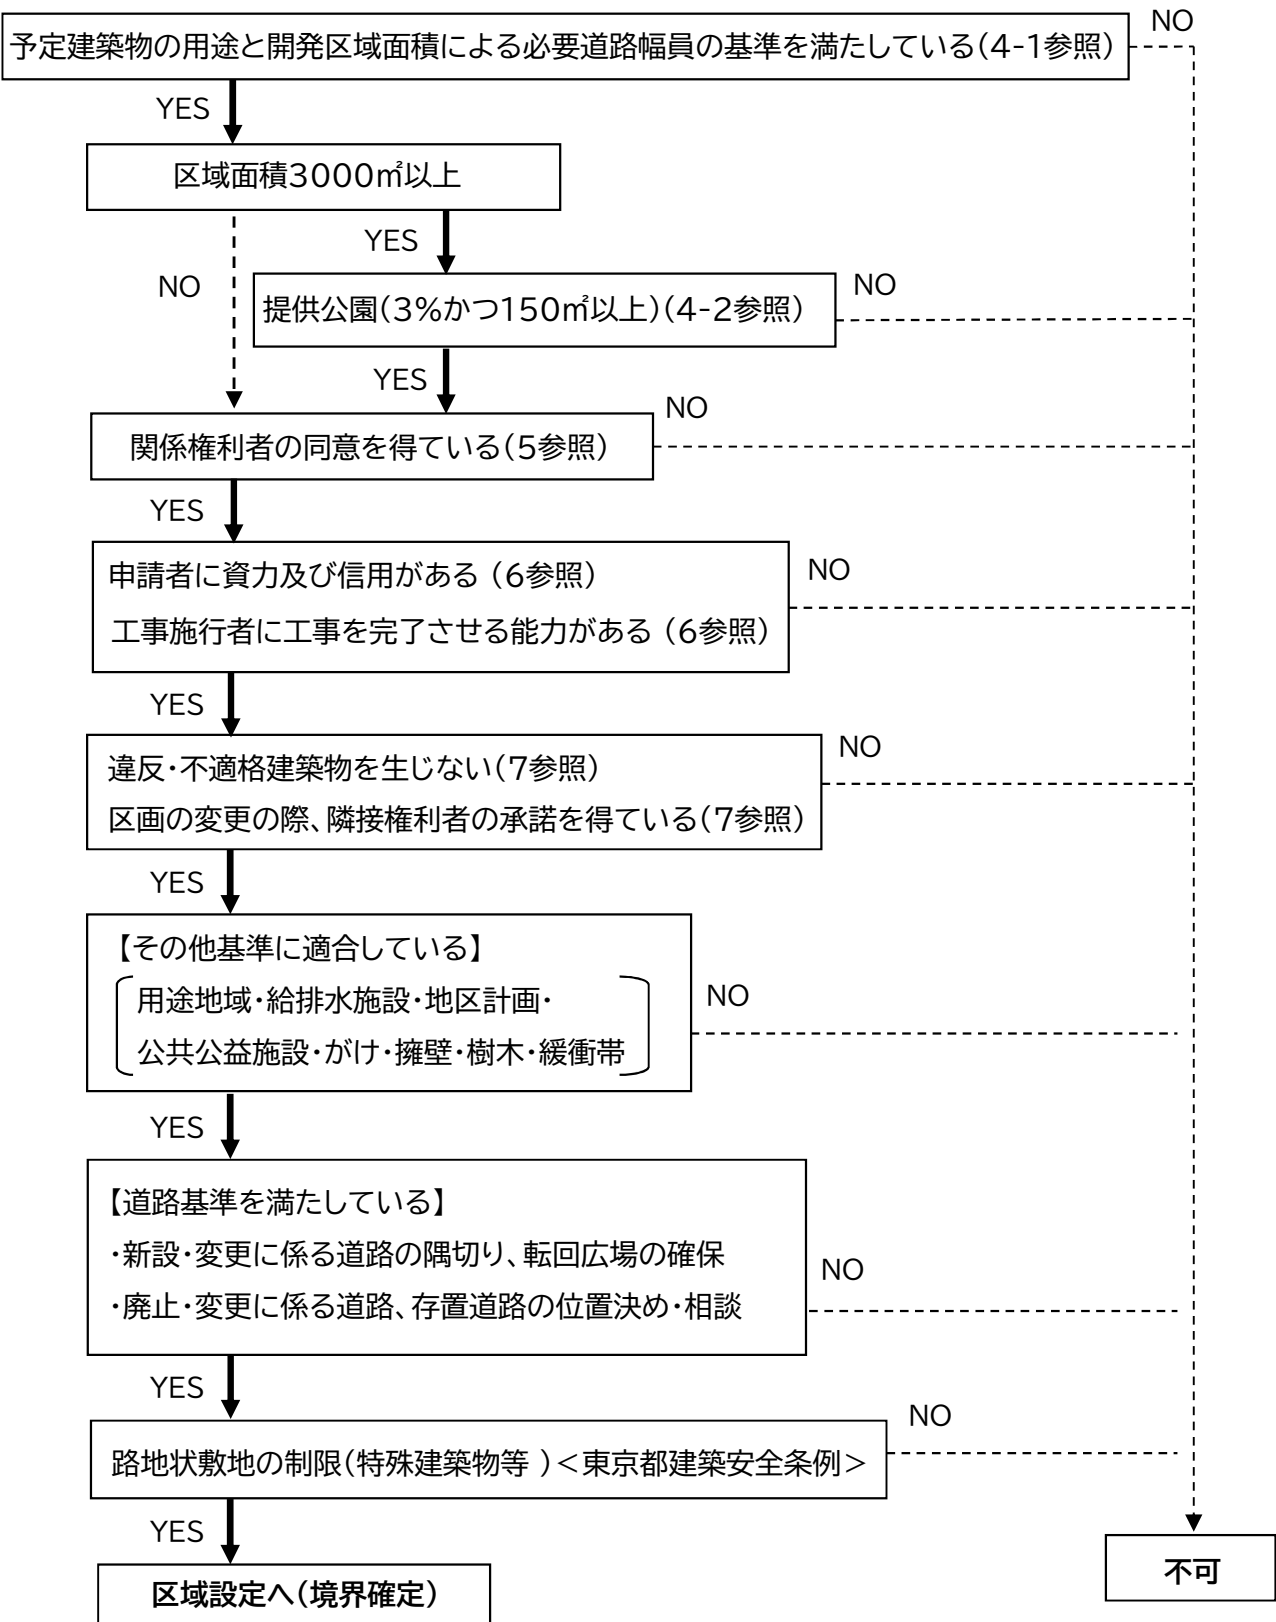 NO
予定建築物の用途と開発区域面積による必要道路幅員の基準を満たしている(4-1参照)
YES
区域面積3000㎡以上
YES
NO
提供公園(3%かつ150㎡以上)(4-2参照)
NO
YES
NO
関係権利者の同意を得ている(5参照)
YES
申請者に資力及び信用がある (6参照)
工事施行者に工事を完了させる能力がある (6参照)
NO
YES
違反・不適格建築物を生じない(7参照)
区画の変更の際、隣接権利者の承諾を得ている(7参照)
NO
YES
【その他基準に適合している】
用途地域・給排水施設・地区計画・
公共公益施設・がけ・擁壁・樹木・緩衝帯
NO
YES
【道路基準を満たしている】
・新設・変更に係る道路の隅切り、転回広場の確保
・廃止・変更に係る道路、存置道路の位置決め・相談
NO
YES
NO
路地状敷地の制限(特殊建築物等 )<東京都建築安全条例>
YES
区域設定へ(境界確定)
不可